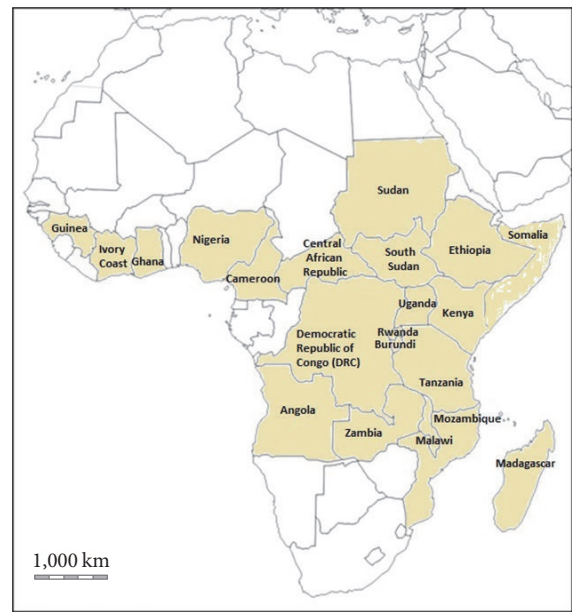 Sudan
Guinea
Ivory
Coast
Ghana
Nigeria
Cameroon
Central
African
Republic
South
Sudan
Ethiopia
Somalia
Uganda
Kenya
Rwanda
Burundi
Democratic
Republic of
Congo (DRC)
Tanzania
Angola
Zambia
Mozambique
Malawi
Madagascar
1,000 km